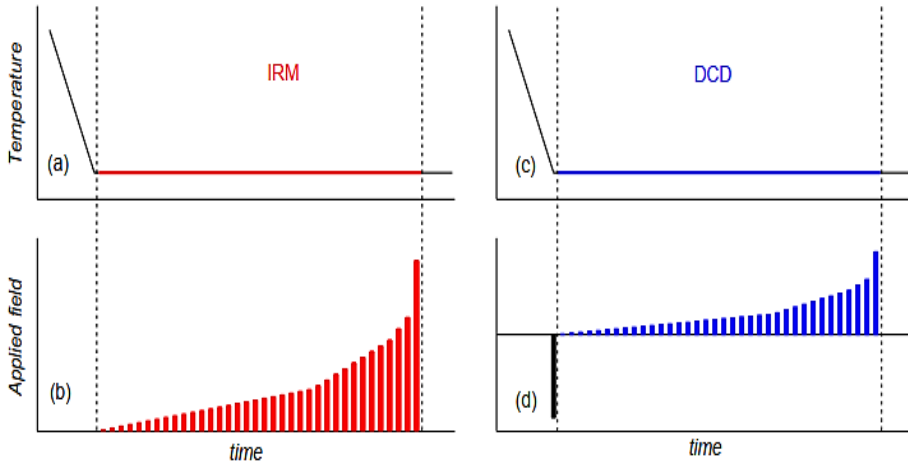 Temperature
IRM
(a)
DCD
(c)
Applied field
(b)
time
(d)
time